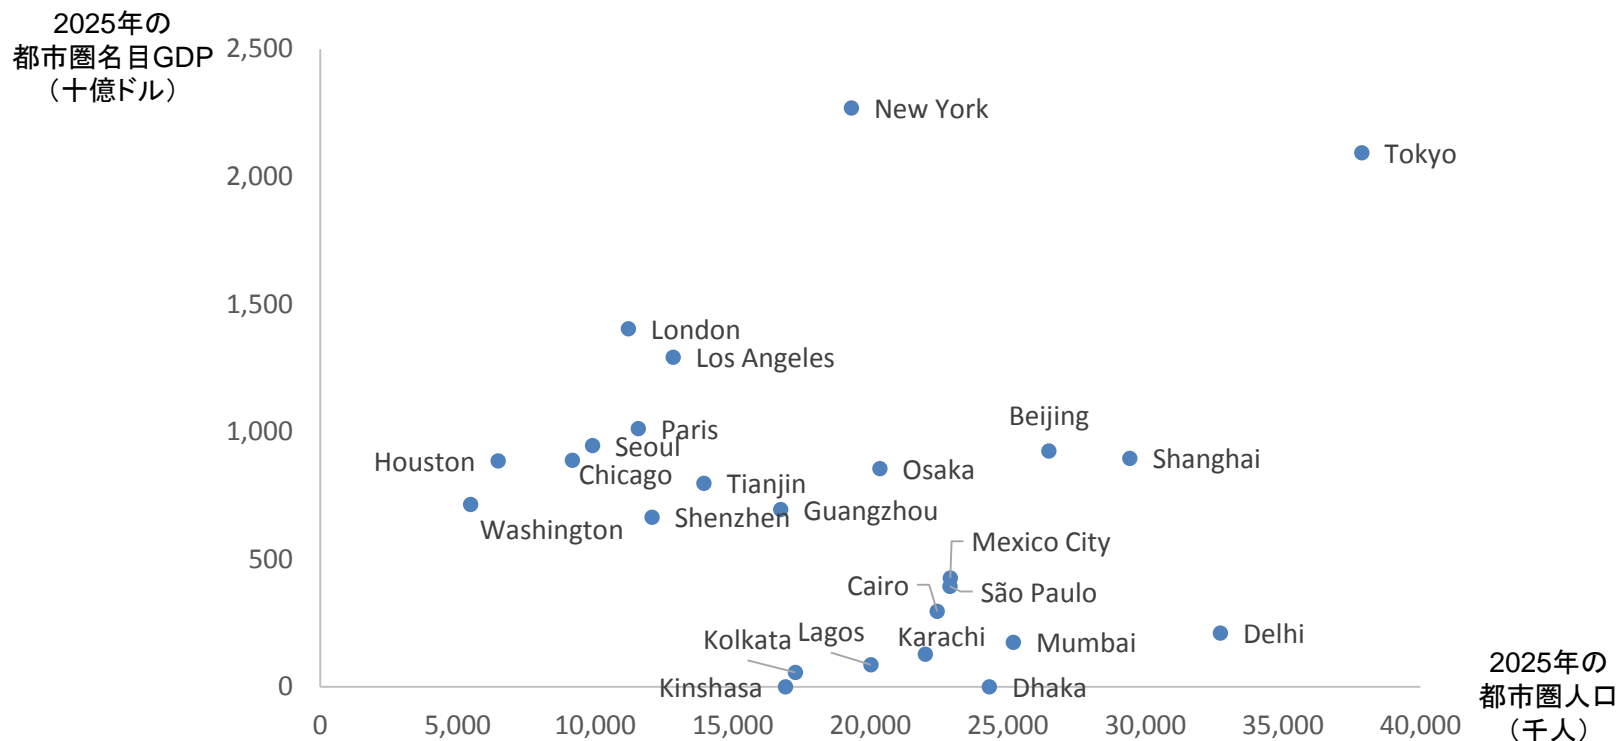 2025年の
都市圏名目GDP
（十億ドル）
2,500
2,000
1,500
1,000
500
0
New York
Tokyo
London
Los Angeles
Beijing
Paris
Seoul
Houston
Chicago
Shanghai
Osaka
Tianjin
Washington
Shenzhen
Guangzhou
Mexico City
Cairo
São Paulo
Kolkata
Lagos
Karachi
Mumbai
Delhi
Kinshasa
Dhaka
0
5,000
10,000
15,000
20,000
25,000
30,000
35,000
40,000
2025年の
都市圏人口
（千人）